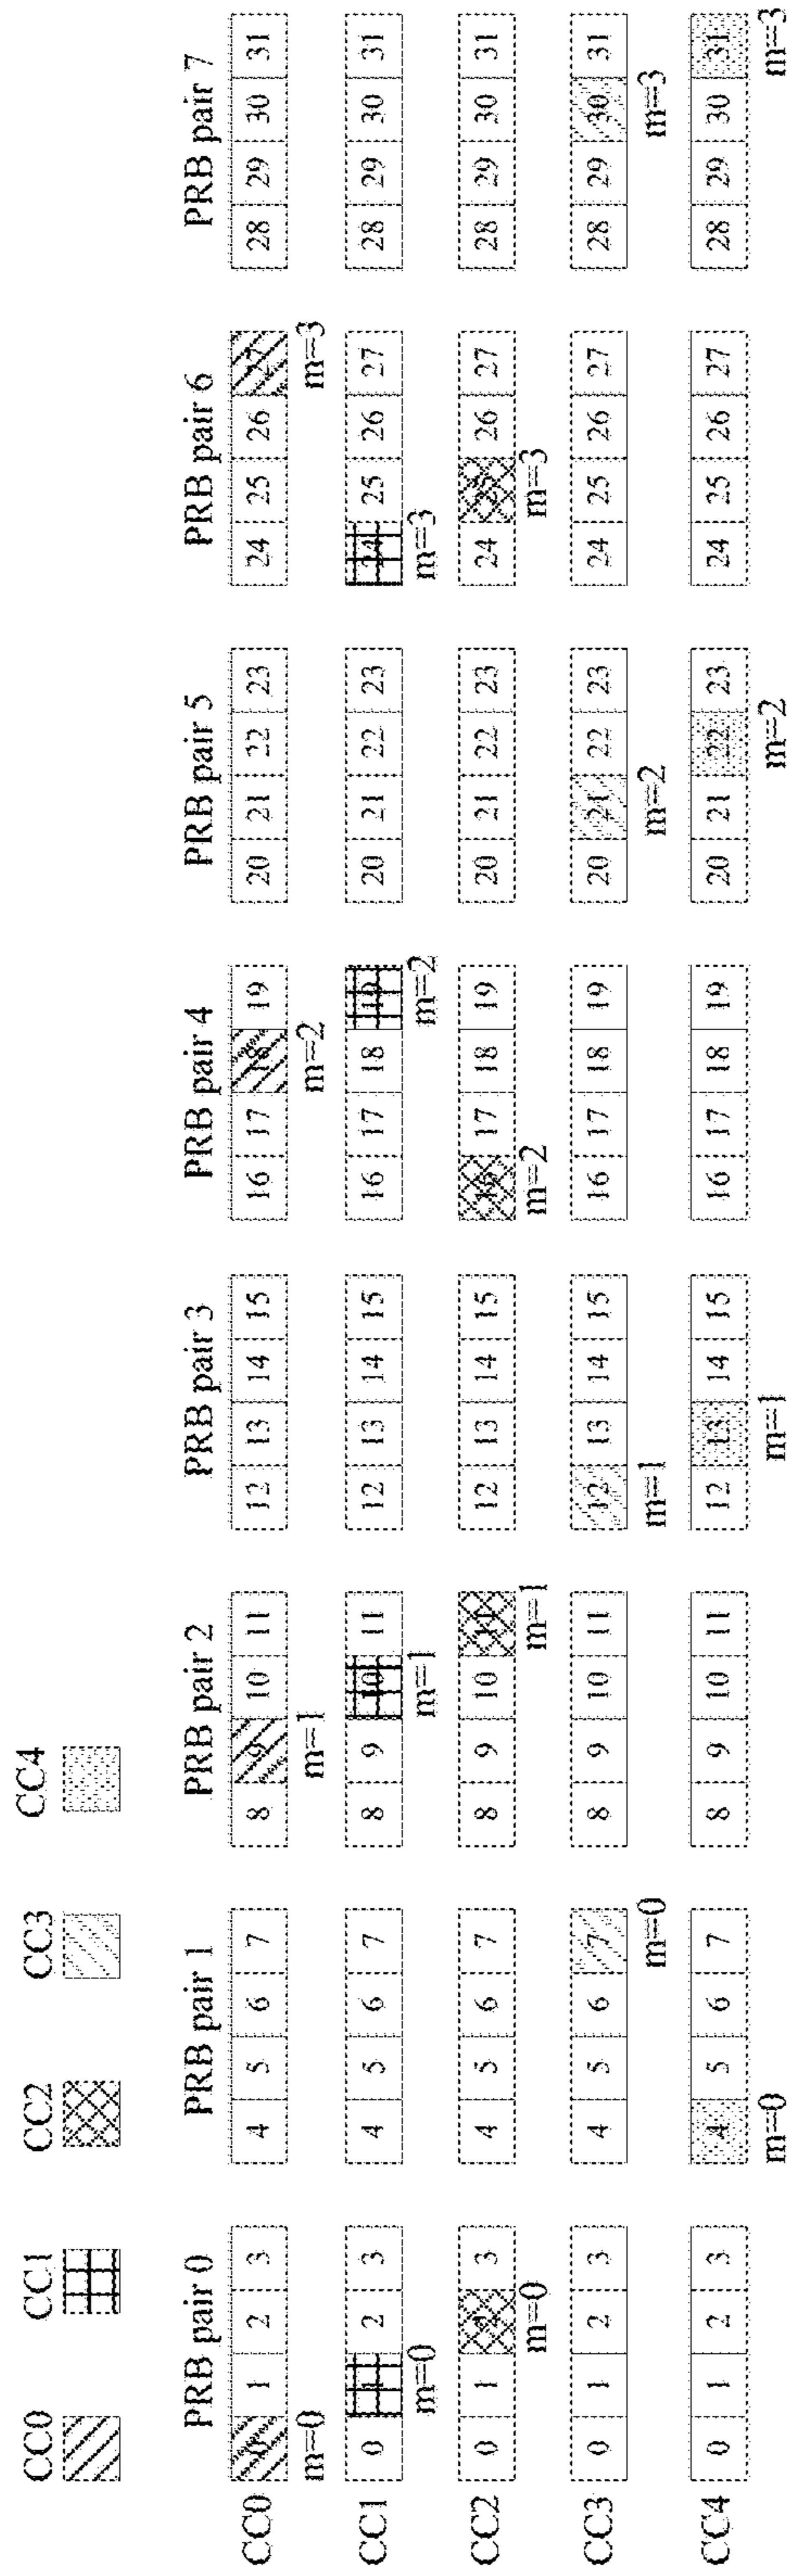 CC0 CC1 CC2 CC3 CC4
PRB pair 0 PRB pair 1 PRB pair 2 PRB pair 3 PRB pair 4 PRB pair 5 PRB pair 6 PRB pair 7
CC0 0 1 2 3 4 5 6 7 8 9 10 11 12 13 14 15 16 17 18 19 20 21 22 23 24 25 26 27 28 29 30 31
m=0 m=1 m=2 m=3
CC1 0 1 2 3 4 5 6 7 8 9 10 11 12 13 14 15 16 17 18 19 20 21 22 23 24 25 26 27 28 29 30 31
m=0 m=1 m=2 m=3
CC2 0 1 2 3 4 5 6 7 8 9 10 11 12 13 14 15 16 17 18 19 20 21 22 23 24 25 26 27 28 29 30 31
m=0 m=1 m=2 m=3
CC3 0 1 2 3 4 5 6 7 8 9 10 11 12 13 14 15 16 17 18 19 20 21 22 23 24 25 26 27 28 29 30 31
m=0 m=1 m=2 m=3
CC4 0 1 2 3 4 5 6 7 8 9 10 11 12 13 14 15 16 17 18 19 20 21 22 23 24 25 26 27 28 29 30 31
m=0 m=1 m=2 m=3